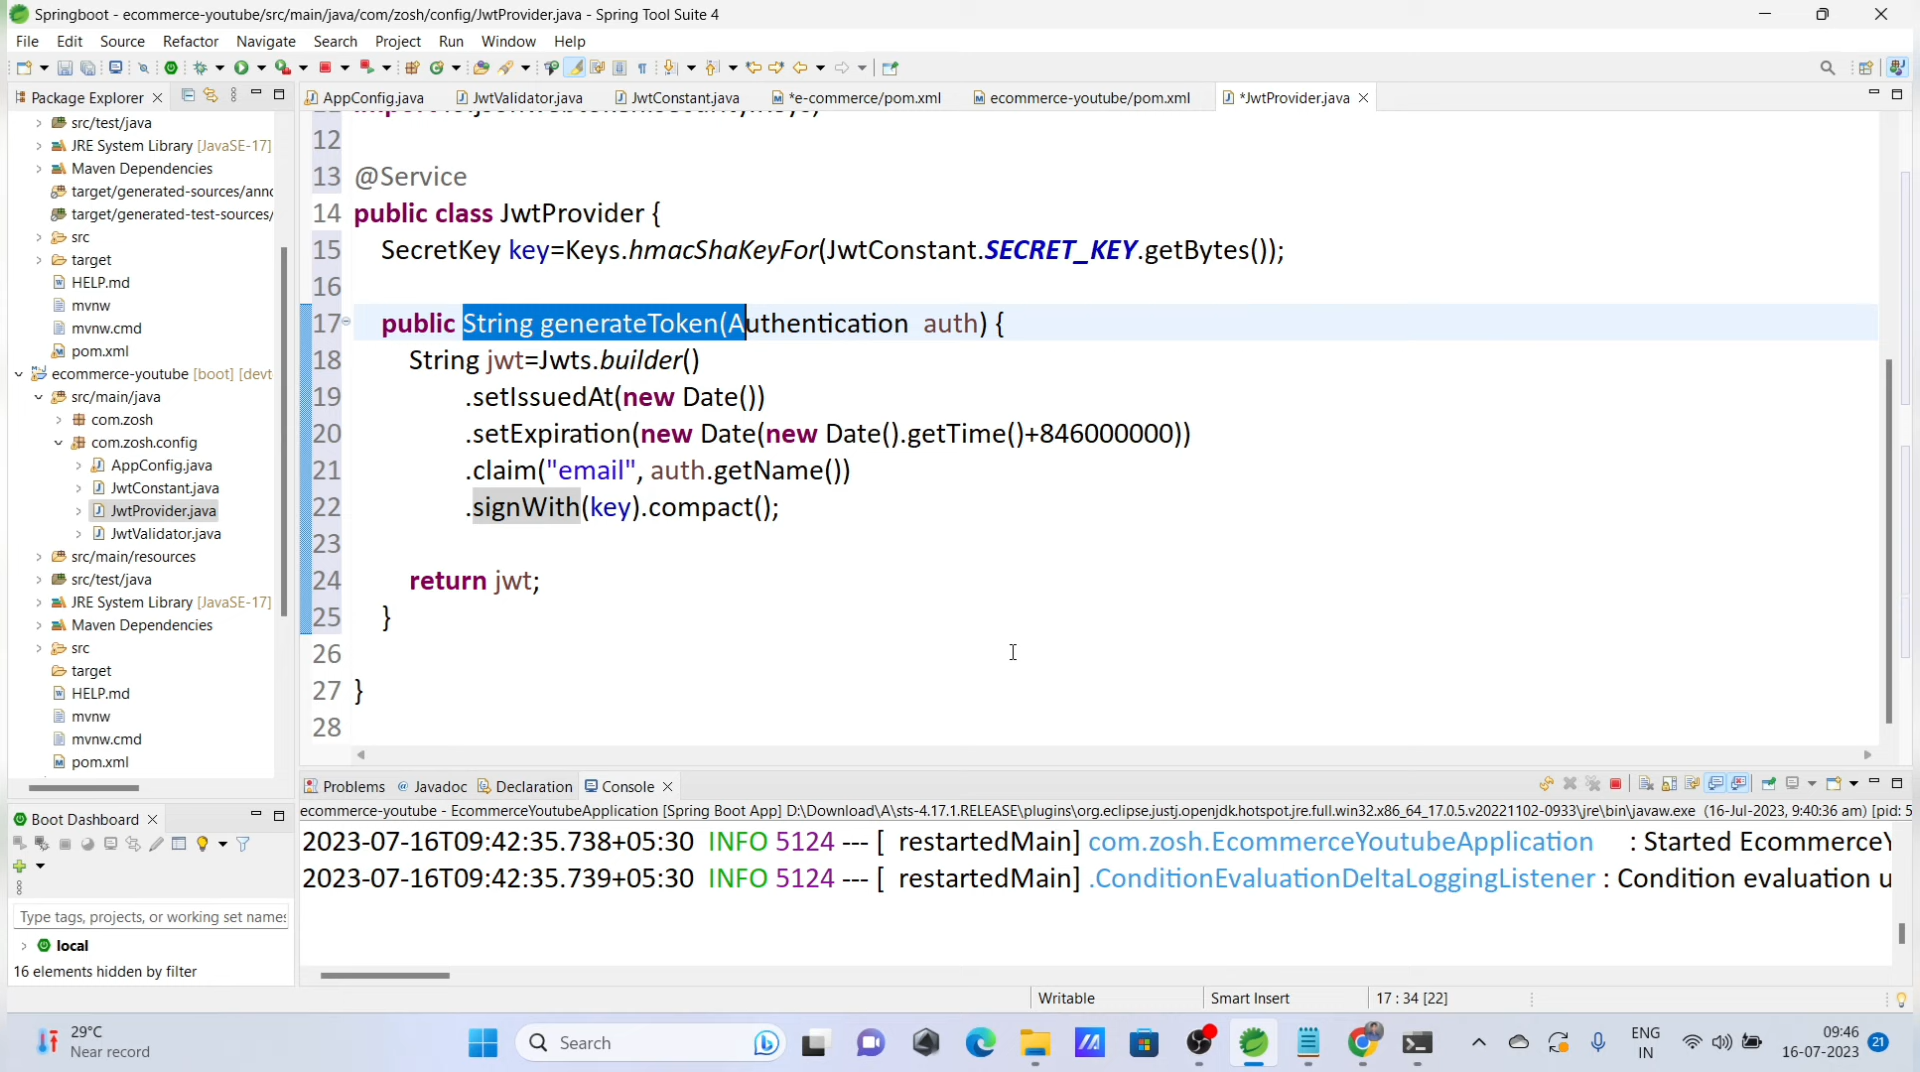 Springboot - ecommerce-youtube/src/main/java/com/zosh/config/JwtProvider.java - Spring Tool Suite 4
File Edit Source Refactor Navigate Search Project Run Window Help
Package Explorer
src/test/java
JRE System Library [JavaSE-17]
Maven Dependencies
target/generated-sources/anno
target/generated-test-sources/
src
target
HELP.md
mvnw
mvnw.cmd
pom.xml
ecommerce-youtube [boot] [devt
src/main/java
com.zosh
com.zosh.config
AppConfig.java
JwtConstant.java
JwtProvider.java
JwtValidator.java
src/main/resources
src/test/java
JRE System Library [JavaSE-17]
Maven Dependencies
src
target
HELP.md
mvnw
mvnw.cmd
pom.xml
AppConfig.java JwtValidator.java JwtConstant.java *e-commerce/pom.xml ecommerce-youtube/pom.xml *JwtProvider.java
12
13 @Service
14 public class JwtProvider {
15 SecretKey key=Keys.hmacShaKeyFor(JwtConstant.SECRET_KEY.getBytes());
16
17 public String generateToken(Authentication auth) {
18 String jwt=Jwts.builder()
19 .setIssuedAt(new Date())
20 .setExpiration(new Date(new Date().getTime()+846000000))
21 .claim("email", auth.getName())
22 .signWith(key).compact();
23
24 return jwt;
25 }
26
27 }
28
Problems Javadoc Declaration Console
ecommerce-youtube - EcommerceYoutubeApplication [Spring Boot App] D:\Download\A\sts-4.17.1.RELEASE\plugins\org.eclipse.justj.openjdk.hotspot.jre.full.win32.x86_64_17.0.5.v20221102-0933\jre\bin\javaw.exe (16-Jul-2023, 9:40:36 am) [pid: 5
2023-07-16T09:42:35.738+05:30 INFO 5124 --- [ restartedMain] com.zosh.EcommerceYoutubeApplication : Started EcommerceY
2023-07-16T09:42:35.739+05:30 INFO 5124 --- [ restartedMain] .ConditionEvaluationDeltaLoggingListener : Condition evaluation u
Boot Dashboard
Type tags, projects, or working set names
local
16 elements hidden by filter
Writable Smart Insert 17 : 34 [22]
29°C
Near record
Search
ENG
IN
09:46
16-07-2023
21